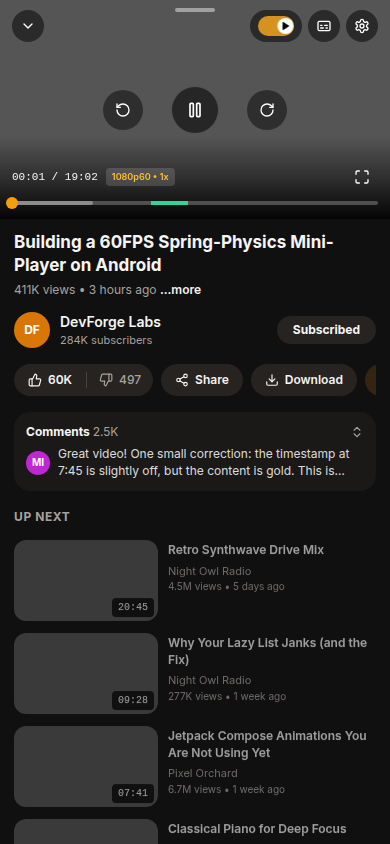 00:01 / 19:02
1080p60 • 1x
Building a 60FPS Spring-Physics Mini-
Player on Android
411K views • 3 hours ago ...more
DF
DevForge Labs
284K subscribers
Subscribed
60K
497
Share
Download
Comments 2.5K
MI
Great video! One small correction: the timestamp at
7:45 is slightly off, but the content is gold. This is...
UP NEXT
20:45
Retro Synthwave Drive Mix
Night Owl Radio
4.5M views • 5 days ago
09:28
Why Your Lazy List Janks (and the
Fix)
Night Owl Radio
277K views • 1 week ago
07:41
Jetpack Compose Animations You
Are Not Using Yet
Pixel Orchard
6.7M views • 1 week ago
Classical Piano for Deep Focus